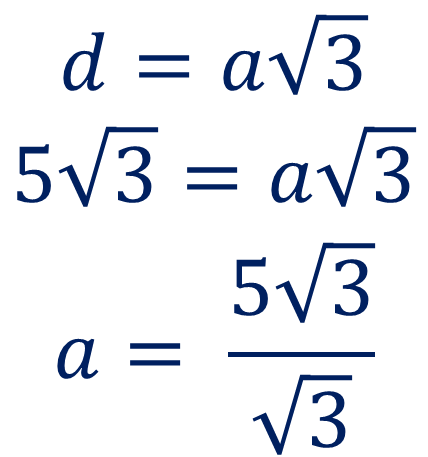 d = a√3
5√3 = a√3
a = 5√3 / √3